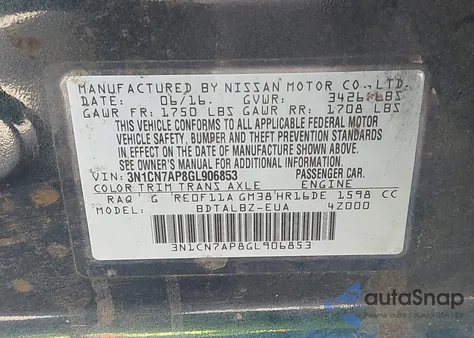 MANUFACTURED BY NISSAN MOTOR CO., LTD.
DATE: 06/16. GVWR: 3426 LBS
GAWR FR: 1750 LBS GAWR RR: 1708 LBS
THIS VEHICLE CONFORMS TO ALL APPLICABLE FEDERAL MOTOR
VEHICLE SAFETY, BUMPER AND THEFT PREVENTION STANDARDS
IN EFFECT ON THE DATE OF MANUFACTURE SHOWN ABOVE.
SEE OWNER'S MANUAL FOR ADDITIONAL INFORMATION.
VIN: 3N1CN7AP8GL906853 PASSENGER CAR.
COLOR TRIM TRANS AXLE ENGINE
RAQ G RE0F11A GM38 HR16DE 1598 CC
MODEL: BDTALBZ-EUA 4Z000
3N1CN7AP8GL906853
autoSnap